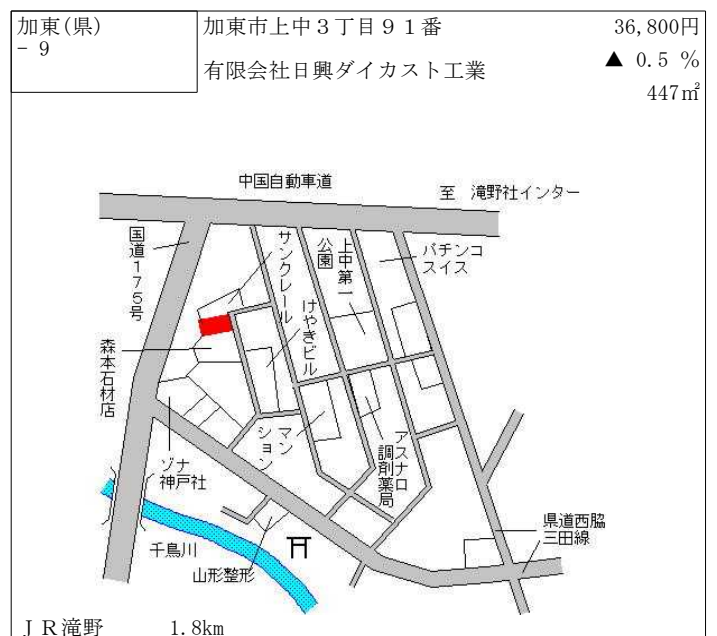 加東(県)
- 9
加東市上中３丁目９１番
有限会社日興ダイカスト工業
36,800円
▲ 0.5 %
447㎡
中国自動車道
至 滝野社インター
国道１７５号
サンクレール
上中第一
公園
パチンコ
スイス
けやきビル
森本石材店
マン
ション
アスナロ
調剤薬局
ゾナ
神戸社
千鳥川
山形整形
県道西脇
三田線
ＪＲ滝野 1.8km